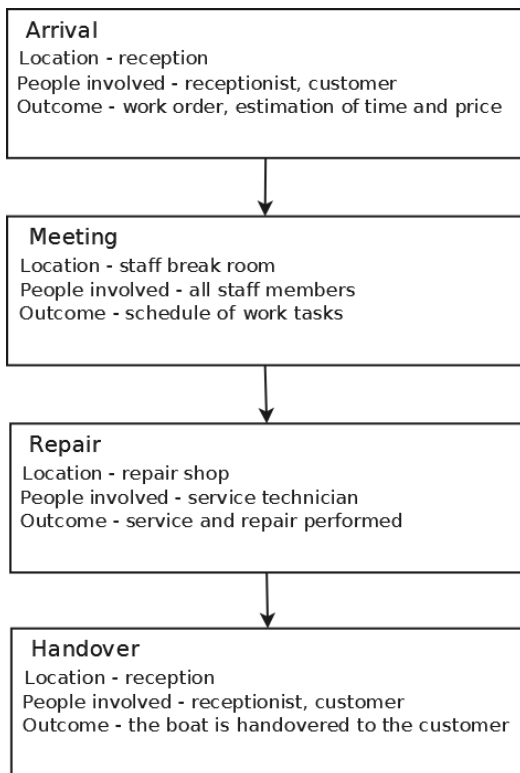 Arrival
Location - reception
People involved - receptionist, customer
Outcome - work order, estimation of time and price
Meeting
Location - staff break room
People involved - all staff members
Outcome - schedule of work tasks
Repair
Location - repair shop
People involved - service technician
Outcome - service and repair performed
Handover
Location - reception
People involved - receptionist, customer
Outcome - the boat is handovered to the customer